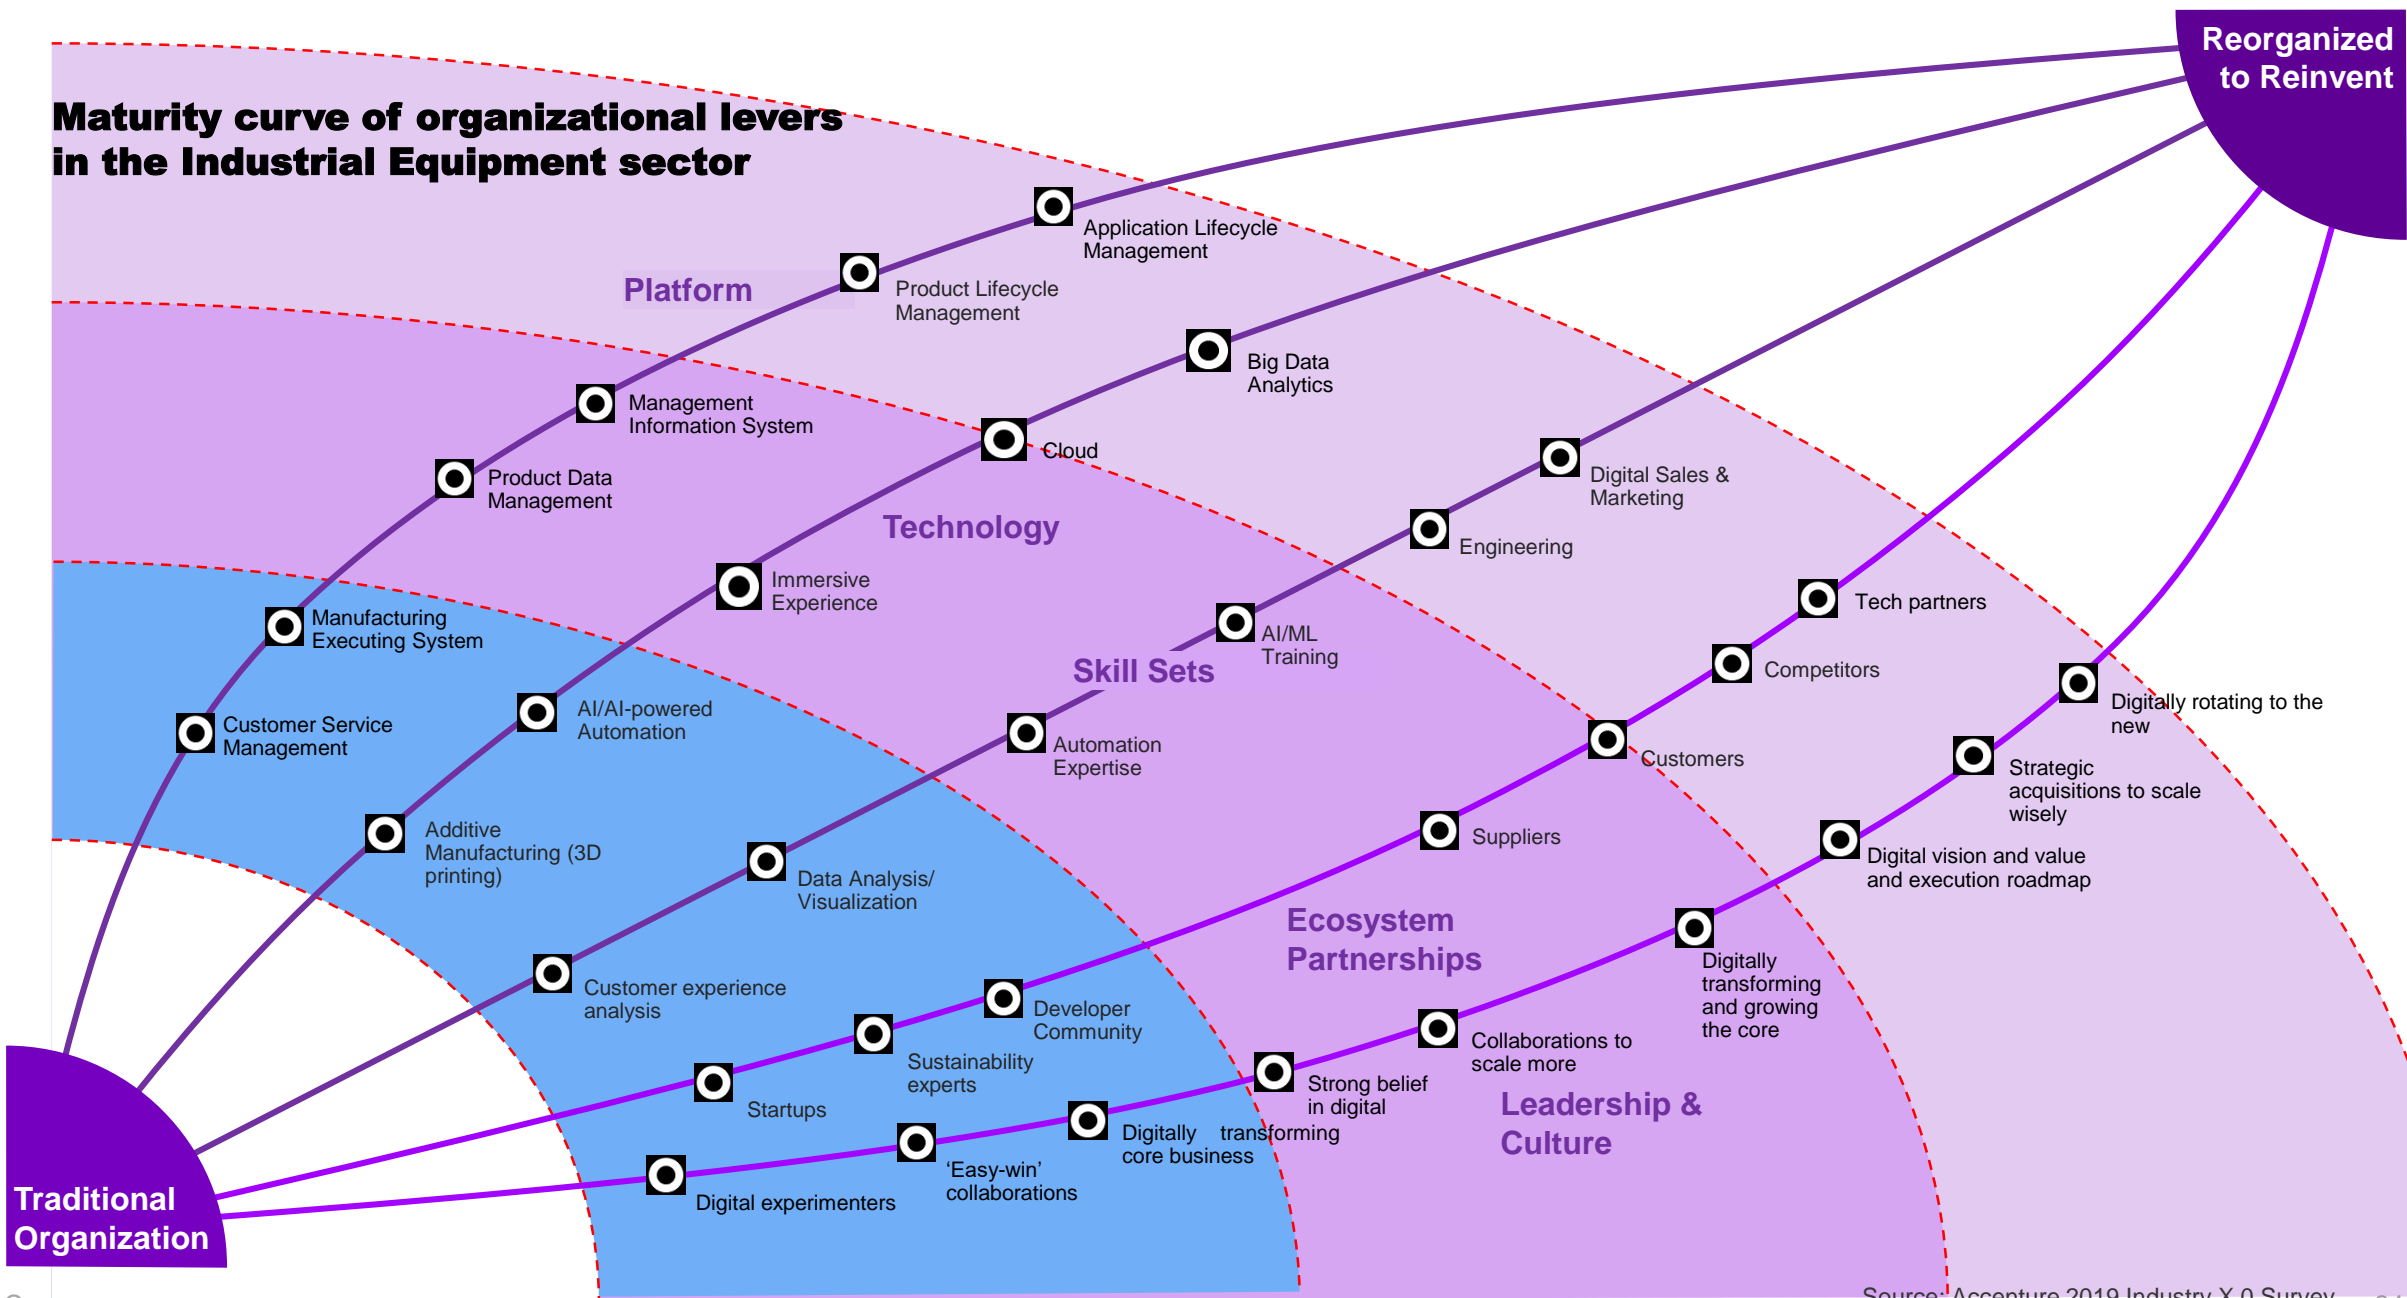 Reorganized
to Reinvent
Maturity curve of organizational levers
in the Industrial Equipment sector
Application Lifecycle
Management
Platform
Product Lifecycle
Management
Big Data
Analytics
Management
Information System
Cloud
Product Data
Management
Digital Sales &
Marketing
Technology
Engineering
Immersive
Experience
Tech partners
Manufacturing
Executing System
AI/ML
Training
Skill Sets
Competitors
Digitally rotating to the
new
AI/AI-powered
Automation
Customer Service
Management
Automation
Expertise
Customers
Strategic
acquisitions to scale
wisely
Additive
Manufacturing (3D
printing)
Suppliers
Digital vision and value
and execution roadmap
Data Analysis/
Visualization
Ecosystem
Partnerships
Digitally
transforming
and growing
the core
Customer experience
analysis
Developer
Community
Collaborations to
scale more
Sustainability
experts
Strong belief
in digital
Startups
Leadership &
Culture
Digitally transforming
core business
‘Easy-win’
collaborations
Digital experimenters
Traditional
Organization
Source: Accenture 2019 Industry X.0 Survey